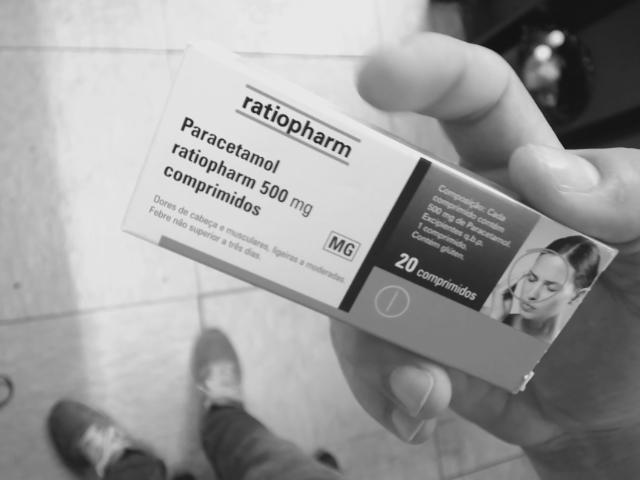 ratiopharm
Paracetamol
ratiopharm 500 mg
comprimidos
Dores de cabeça e musculares, ligeiras a moderadas.
Febre não superior a três dias.
MG
Composição: Cada
comprimido contém
500 mg de Paracetamol.
Excipientes q.b.p.
1 comprimido.
Contém glúten.
20 comprimidos